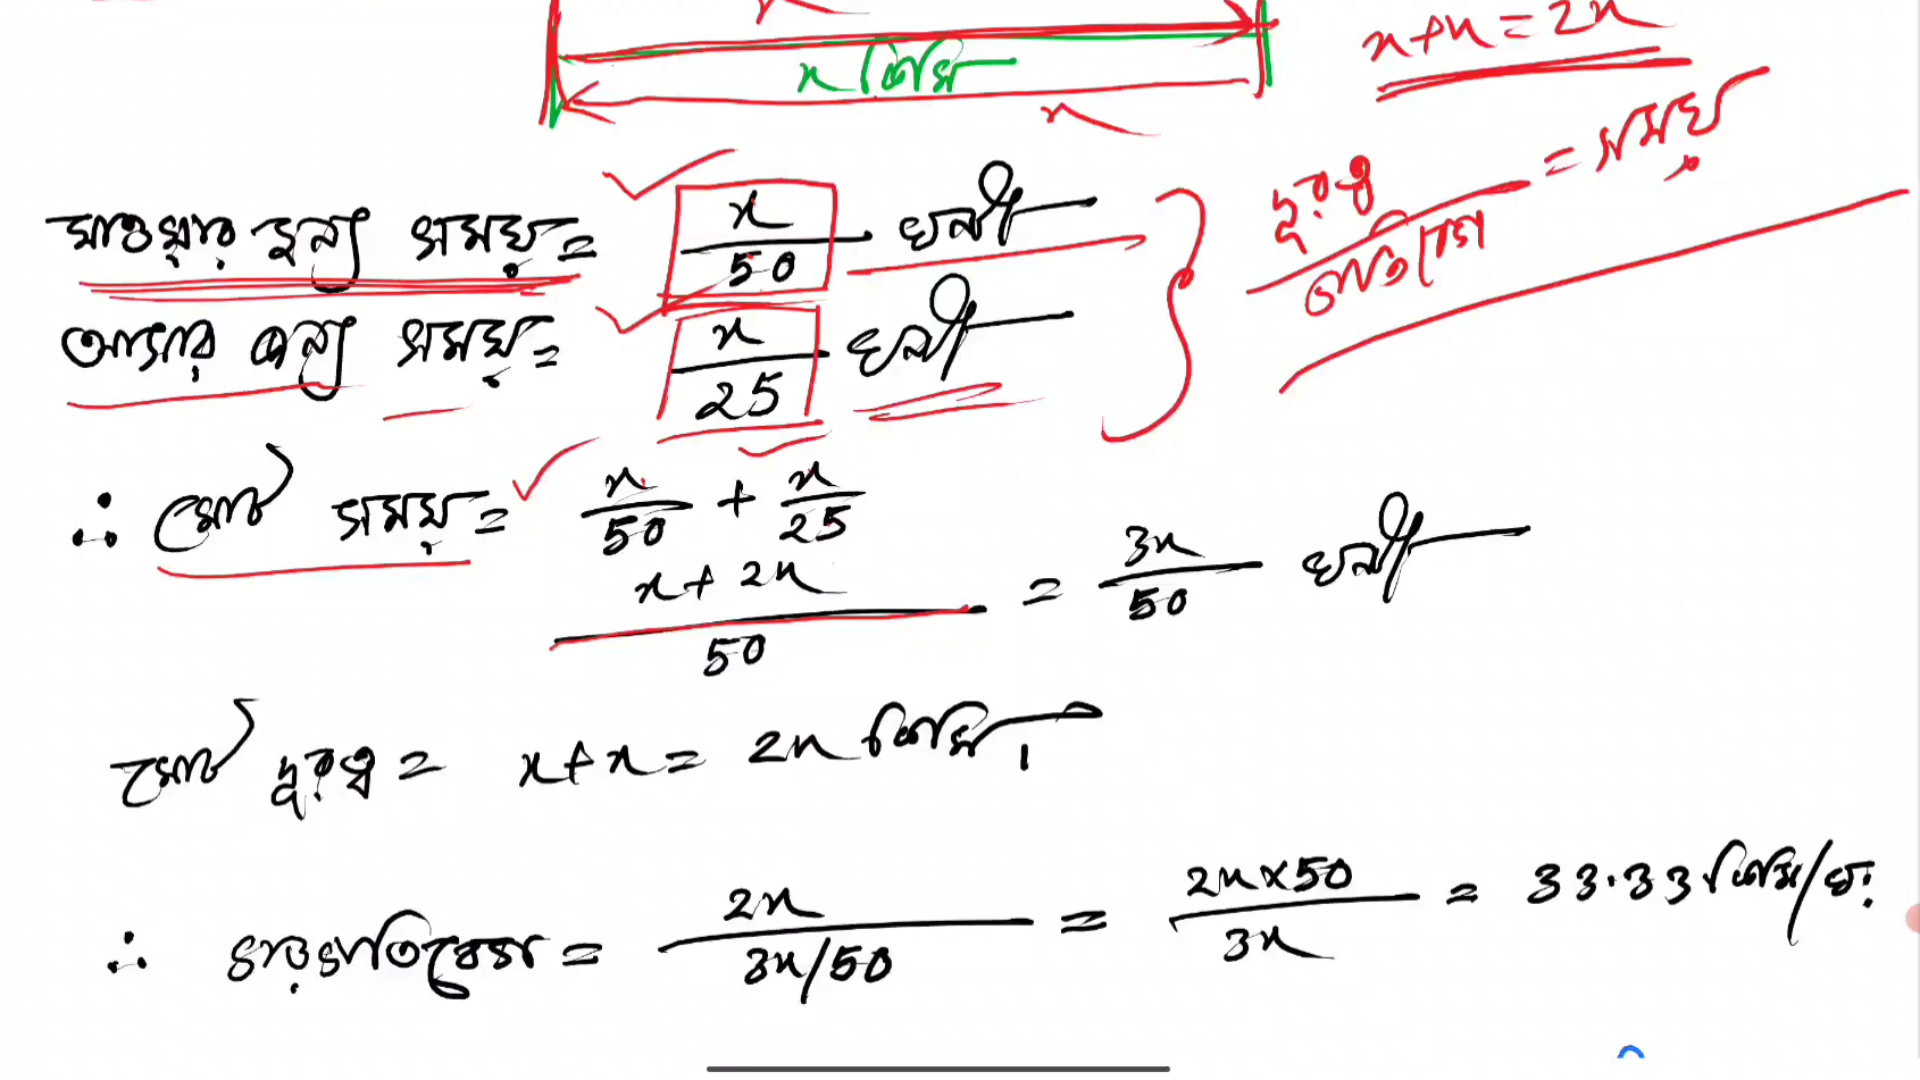 x
x+x=2x
x কিমি
x
দূরত্ব / গতিবেগ = সময়
যাওয়ার জন্য সময় = x/50 ঘন্টা
আসার জন্য সময় = x/25 ঘন্টা
∴ মোট সময় = x/50 + x/25
x+2x/50 = 3x/50 ঘন্টা
মোট দূরত্ব = x+x = 2x কিমি।
∴ গড়গতিবেগ = 2x/3x/50 = 2x×50/3x = 33.33 কিমি/ঘ: